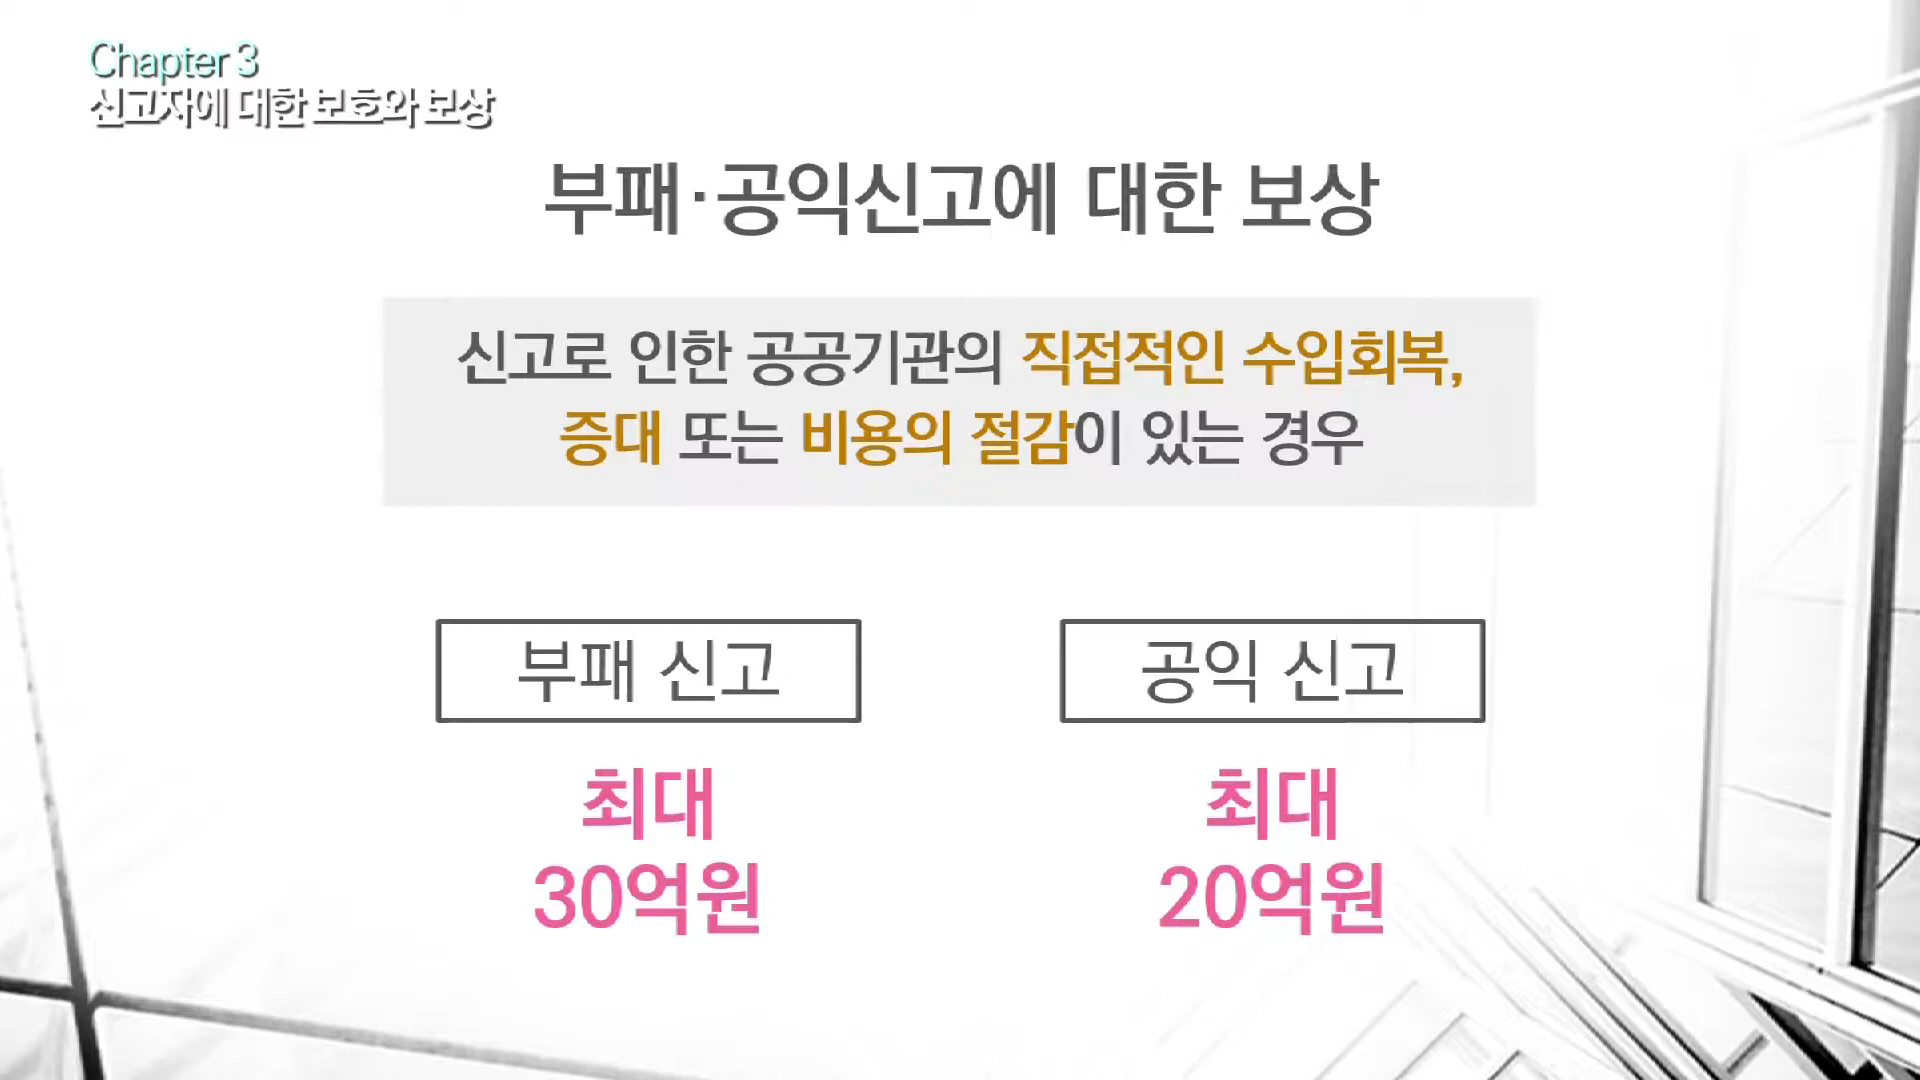 Chapter 3
신고자에 대한 보호와 보상
부패·공익신고에 대한 보상
신고로 인한 공공기관의 직접적인 수입회복,
증대 또는 비용의 절감이 있는 경우
부패 신고
공익 신고
최대
30억원
최대
20억원